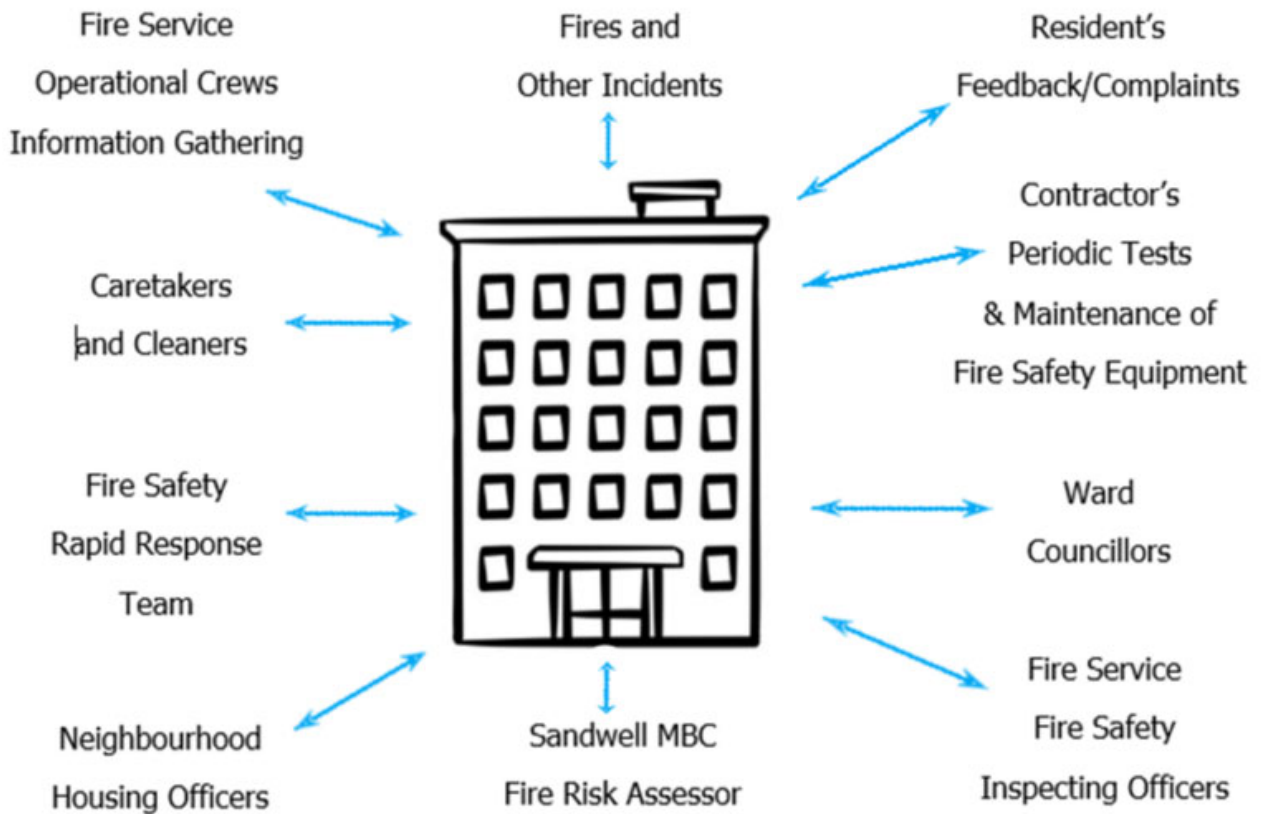 Fire Service
Operational Crews
Information Gathering
Fires and
Other Incidents
Resident's
Feedback/Complaints
Contractor's
Periodic Tests
& Maintenance of
Fire Safety Equipment
Caretakers
and Cleaners
Fire Safety
Rapid Response
Team
Ward
Councillors
Neighbourhood
Housing Officers
Sandwell MBC
Fire Risk Assessor
Fire Service
Fire Safety
Inspecting Officers